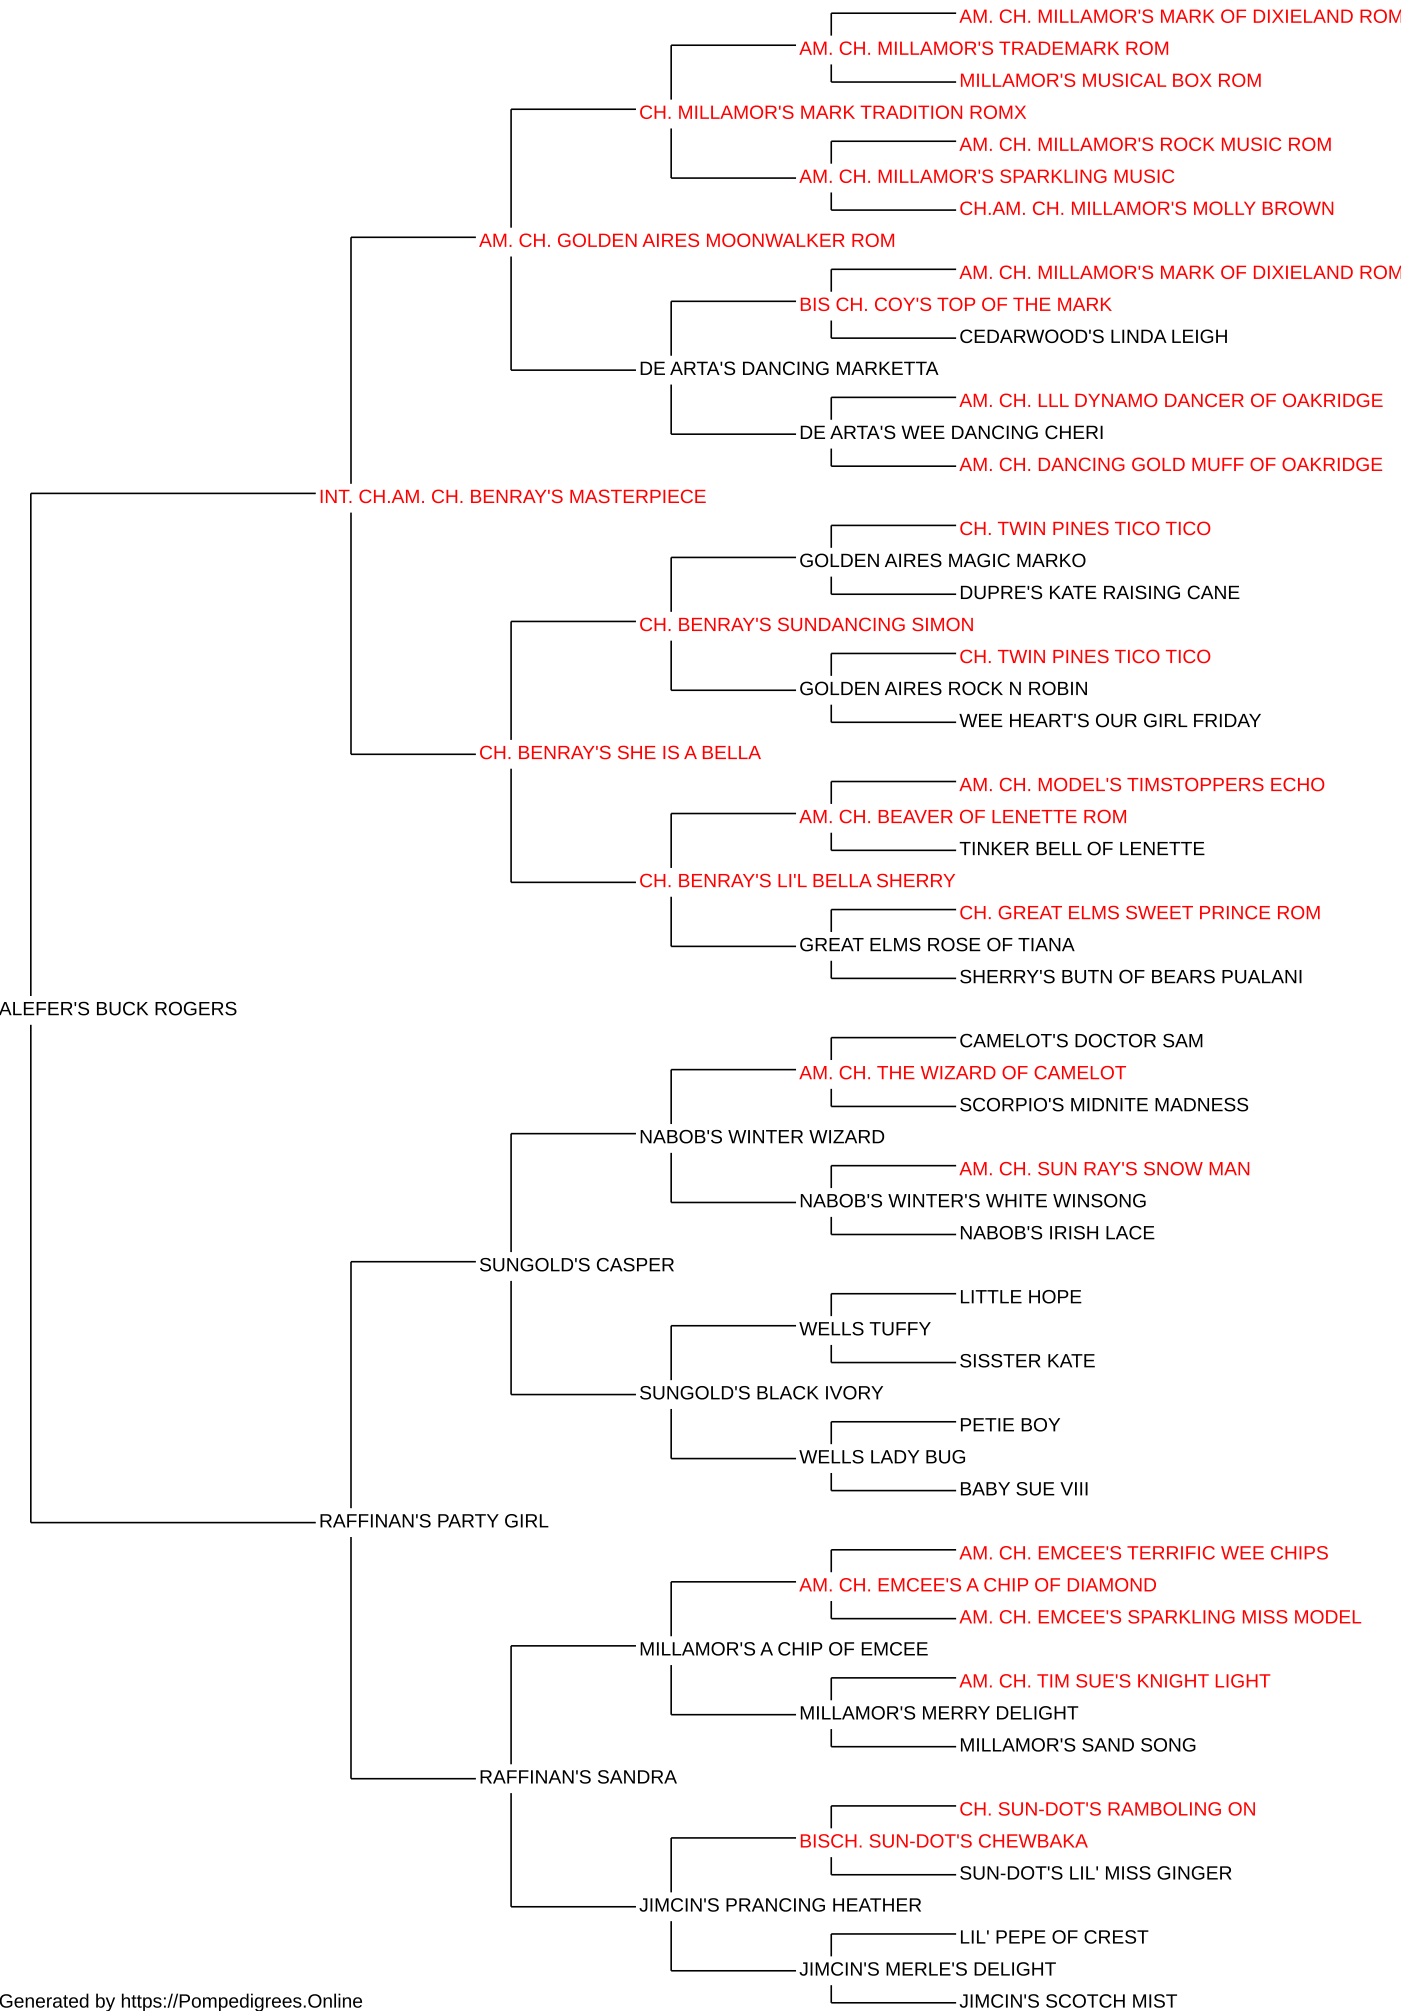 AM. CH. MILLAMOR'S MARK OF DIXIELAND ROM
AM. CH. MILLAMOR'S TRADEMARK ROM
MILLAMOR'S MUSICAL BOX ROM
CH. MILLAMOR'S MARK TRADITION ROMX
AM. CH. MILLAMOR'S ROCK MUSIC ROM
AM. CH. MILLAMOR'S SPARKLING MUSIC
CH.AM. CH. MILLAMOR'S MOLLY BROWN
AM. CH. GOLDEN AIRES MOONWALKER ROM
AM. CH. MILLAMOR'S MARK OF DIXIELAND ROM
BIS CH. COY'S TOP OF THE MARK
CEDARWOOD'S LINDA LEIGH
DE ARTA'S DANCING MARKETTA
AM. CH. LLL DYNAMO DANCER OF OAKRIDGE
DE ARTA'S WEE DANCING CHERI
AM. CH. DANCING GOLD MUFF OF OAKRIDGE
INT. CH.AM. CH. BENRAY'S MASTERPIECE
CH. TWIN PINES TICO TICO
GOLDEN AIRES MAGIC MARKO
DUPRE'S KATE RAISING CANE
CH. BENRAY'S SUNDANCING SIMON
CH. TWIN PINES TICO TICO
GOLDEN AIRES ROCK N ROBIN
WEE HEART'S OUR GIRL FRIDAY
CH. BENRAY'S SHE IS A BELLA
AM. CH. MODEL'S TIMSTOPPERS ECHO
AM. CH. BEAVER OF LENETTE ROM
TINKER BELL OF LENETTE
CH. BENRAY'S LI'L BELLA SHERRY
CH. GREAT ELMS SWEET PRINCE ROM
GREAT ELMS ROSE OF TIANA
SHERRY'S BUTN OF BEARS PUALANI
ALEFER'S BUCK ROGERS
CAMELOT'S DOCTOR SAM
AM. CH. THE WIZARD OF CAMELOT
SCORPIO'S MIDNITE MADNESS
NABOB'S WINTER WIZARD
AM. CH. SUN RAY'S SNOW MAN
NABOB'S WINTER'S WHITE WINSONG
NABOB'S IRISH LACE
SUNGOLD'S CASPER
LITTLE HOPE
WELLS TUFFY
SISSTER KATE
SUNGOLD'S BLACK IVORY
PETIE BOY
WELLS LADY BUG
BABY SUE VIII
RAFFINAN'S PARTY GIRL
AM. CH. EMCEE'S TERRIFIC WEE CHIPS
AM. CH. EMCEE'S A CHIP OF DIAMOND
AM. CH. EMCEE'S SPARKLING MISS MODEL
MILLAMOR'S A CHIP OF EMCEE
AM. CH. TIM SUE'S KNIGHT LIGHT
MILLAMOR'S MERRY DELIGHT
MILLAMOR'S SAND SONG
RAFFINAN'S SANDRA
CH. SUN-DOT'S RAMBOLING ON
BISCH. SUN-DOT'S CHEWBAKA
SUN-DOT'S LIL' MISS GINGER
JIMCIN'S PRANCING HEATHER
LIL' PEPE OF CREST
JIMCIN'S MERLE'S DELIGHT
JIMCIN'S SCOTCH MIST
Generated by https://Pompedigrees.Online